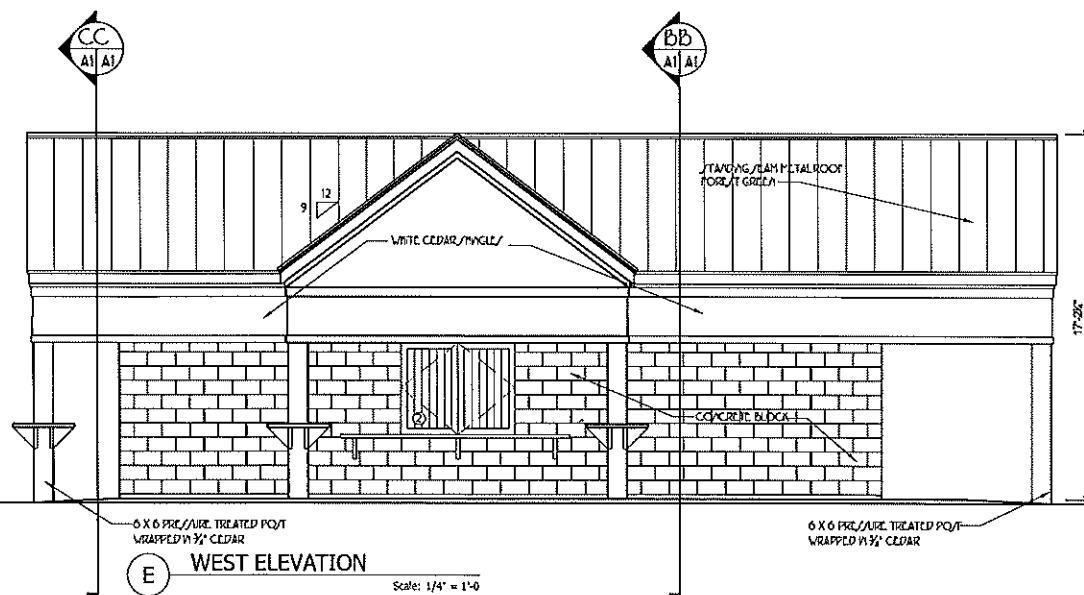 CC
A1 A1
BB
A1 A1
STANDING SEAM METAL ROOF
FOREST GREEN
12
9
WHITE CEDAR SHINGLES
2
CONCRETE BLOCK
6 X 6 PRESSURE TREATED POST
WRAPPED IN ¾" CEDAR
6 X 6 PRESSURE TREATED POST
WRAPPED IN ¾" CEDAR
E
WEST ELEVATION
Scale: 1/4" = 1'-0